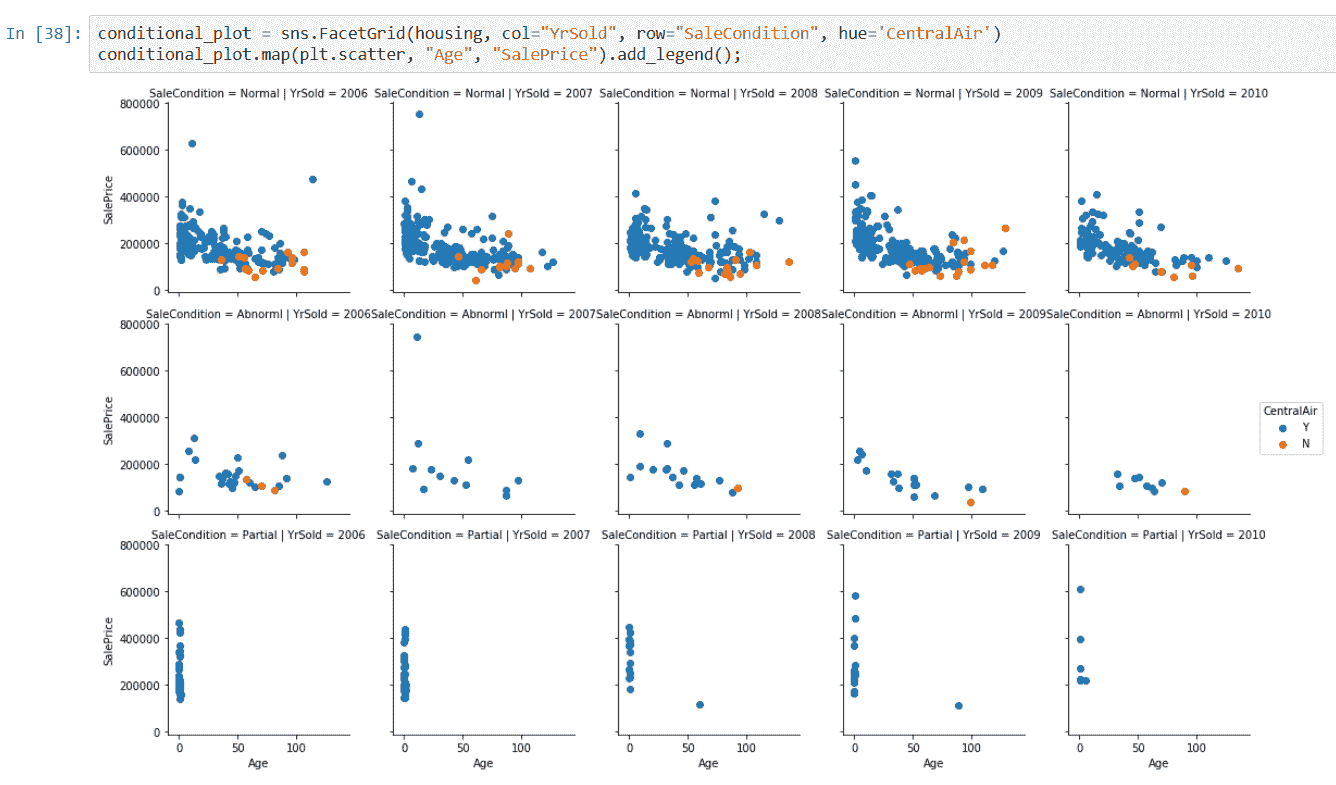 In [38]: conditional_plot = sns.FacetGrid(housing, col="YrSold", row="SaleCondition", hue='CentralAir')
conditional_plot.map(plt.scatter, "Age", "SalePrice").add_legend();
SaleCondition = Normal | YrSold = 2006 SaleCondition = Normal | YrSold = 2007 SaleCondition = Normal | YrSold = 2008 SaleCondition = Normal | YrSold = 2009 SaleCondition = Normal | YrSold = 2010
800000
600000
400000
200000
0
SalePrice
SaleCondition = Abnorml | YrSold = 2006 SaleCondition = Abnorml | YrSold = 2007 SaleCondition = Abnorml | YrSold = 2008 SaleCondition = Abnorml | YrSold = 2009 SaleCondition = Abnorml | YrSold = 2010
800000
600000
400000
200000
0
SalePrice
CentralAir
Y
N
SaleCondition = Partial | YrSold = 2006 SaleCondition = Partial | YrSold = 2007 SaleCondition = Partial | YrSold = 2008 SaleCondition = Partial | YrSold = 2009 SaleCondition = Partial | YrSold = 2010
800000
600000
400000
200000
0
SalePrice
0 50 100 0 50 100 0 50 100 0 50 100 0 50 100
Age Age Age Age Age